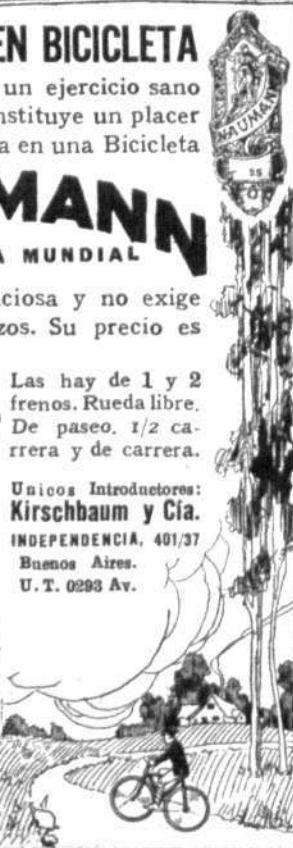 EN BICICLETA
un ejercicio sano
nstituye un placer
a en una Bicicleta
MANN
A MUNDIAL
ciosa y no exige
zos. Su precio es
Las hay de 1 y 2
frenos. Rueda libre.
De paseo. 1/2 ca-
rrera y de carrera.
Unicos Introductores:
Kirschbaum y Cía.
INDEPENDENCIA, 401/37
Buenos Aires.
U. T. 0293 Av.
NAUMANN